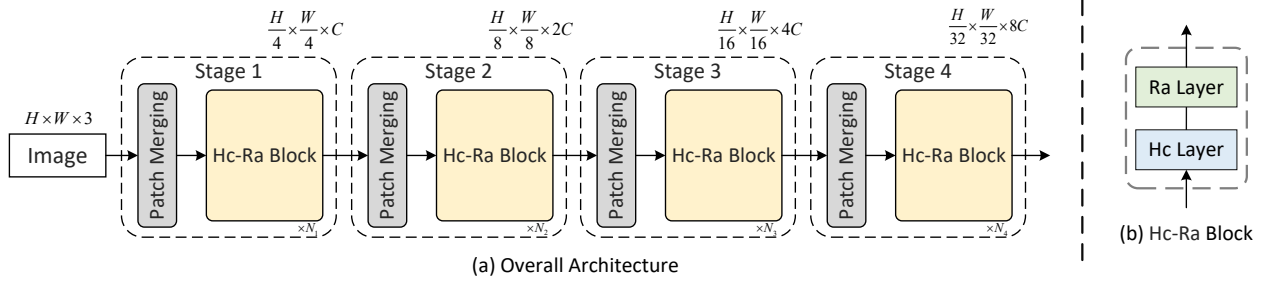 H/4 × W/4 × C
H/8 × W/8 × 2C
H/16 × W/16 × 4C
H/32 × W/32 × 8C
Stage 1
Stage 2
Stage 3
Stage 4
H × W × 3
Image
Patch Merging
Hc-Ra Block
×N₁
Patch Merging
Hc-Ra Block
×N₂
Patch Merging
Hc-Ra Block
×N₃
Patch Merging
Hc-Ra Block
×N₄
(a) Overall Architecture
Ra Layer
Hc Layer
(b) Hc-Ra Block